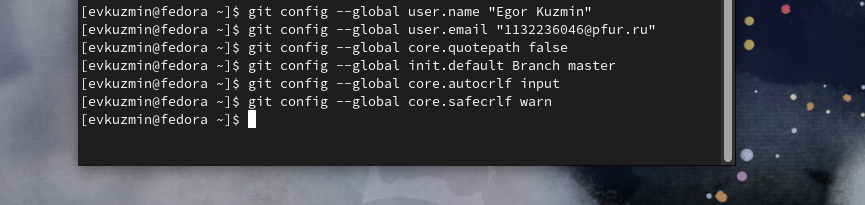 [evkuzmin@fedora ~]$ git config --global user.name "Egor Kuzmin"
[evkuzmin@fedora ~]$ git config --global user.email "1132236046@pfur.ru"
[evkuzmin@fedora ~]$ git config --global core.quotepath false
[evkuzmin@fedora ~]$ git config --global init.default Branch master
[evkuzmin@fedora ~]$ git config --global core.autocrlf input
[evkuzmin@fedora ~]$ git config --global core.safecrlf warn
[evkuzmin@fedora ~]$